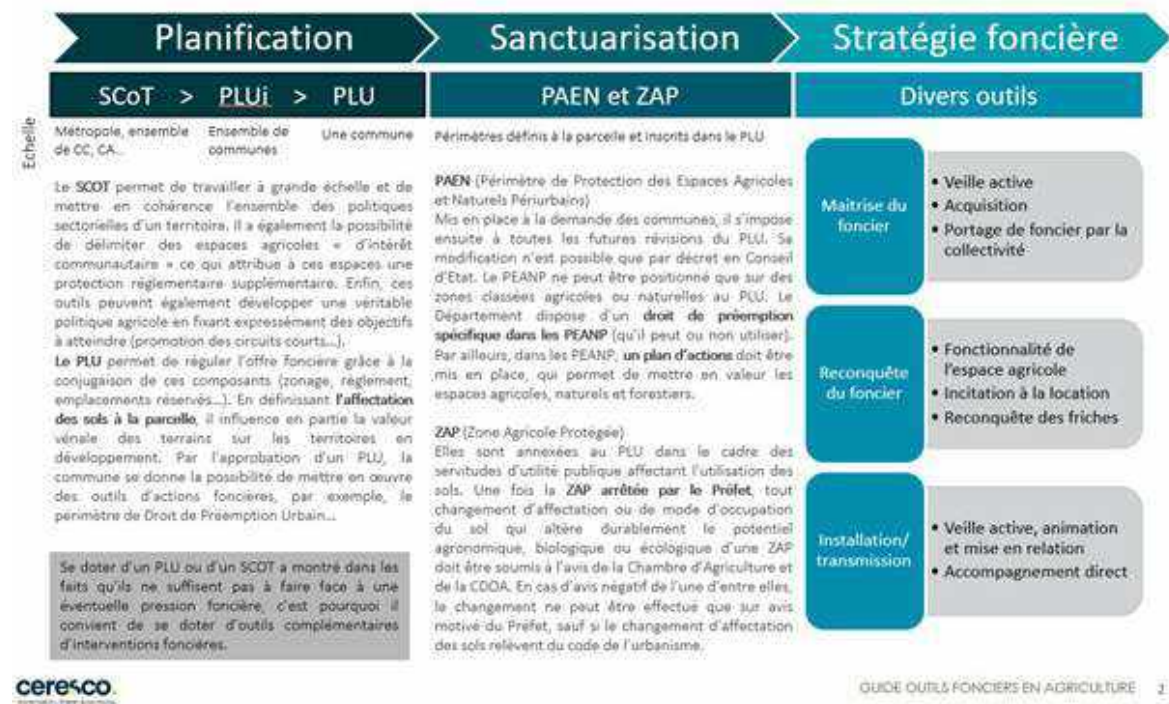 Planification
Sanctuarisation
Stratégie foncière
SCoT > PLUi > PLU
PAEN et ZAP
Divers outils
Echelle
Métropole, ensemble
de CC, CA...
Ensemble de
communes
Une commune
Le SCOT permet de travailler à grande échelle et de
mettre en cohérence l'ensemble des politiques
sectorielles d'un territoire. Il a également la possibilité
de délimiter des espaces agricoles « d'intérêt
communautaire » ce qui attribue à ces espaces une
protection réglementaire supplémentaire. Enfin, ces
outils peuvent également développer une véritable
politique agricole en fixant expressément des objectifs
à atteindre (promotion des circuits courts...).
Le PLU permet de réguler l'offre foncière grâce à la
conjugaison de ces composants (zonage, règlement,
emplacements réservés...). En définissant l'affectation
des sols à la parcelle, il influence en partie la valeur
vénale des terrains sur les territoires en
développement. Par l'approbation d'un PLU, la
commune se donne la possibilité de mettre en œuvre
des outils d'actions foncières, par exemple, le
périmètre de Droit de Préemption Urbain...
Se doter d'un PLU ou d'un SCOT a montré dans les
faits qu'ils ne suffisent pas à faire face à une
éventuelle pression foncière, c'est pourquoi il
convient de se doter d'outils complémentaires
d'interventions foncières.
Périmètres définis à la parcelle et inscrits dans le PLU
PAEN (Périmètre de Protection des Espaces Agricoles
et Naturels Périurbains)
Mis en place à la demande des communes, il s'impose
ensuite à toutes les futures révisions du PLU. Sa
modification n'est possible que par décret en Conseil
d'Etat. Le PEANP ne peut être positionné que sur des
zones classées agricoles ou naturelles au PLU. Le
Département dispose d'un droit de préemption
spécifique dans les PEANP (qu'il peut ou non utiliser).
Par ailleurs, dans les PEANP, un plan d'actions doit être
mis en place, qui permet de mettre en valeur les
espaces agricoles, naturels et forestiers.
ZAP (Zone Agricole Protégée)
Elles sont annexées au PLU dans le cadre des
servitudes d'utilité publique affectant l'utilisation des
sols. Une fois la ZAP arrêtée par le Préfet, tout
changement d'affectation ou de mode d'occupation
du sol qui altère durablement le potentiel
agronomique, biologique ou écologique d'une ZAP
doit être soumis à l'avis de la Chambre d'Agriculture et
de la CDOA. En cas d'avis négatif de l'une d'entre elles,
le changement ne peut être effectué que sur avis
motivé du Préfet, sauf si le changement d'affectation
des sols relèvent du code de l'urbanisme.
Maitrise du
foncier
• Veille active
• Acquisition
• Portage de foncier par la
collectivité
Reconquête
du foncier
• Fonctionnalité de
l'espace agricole
• Incitation à la location
• Reconquête des friches
Installation/
transmission
• Veille active, animation
et mise en relation
• Accompagnement direct
ceresco.
GUIDE OUTILS FONCIERS EN AGRICULTURE 2